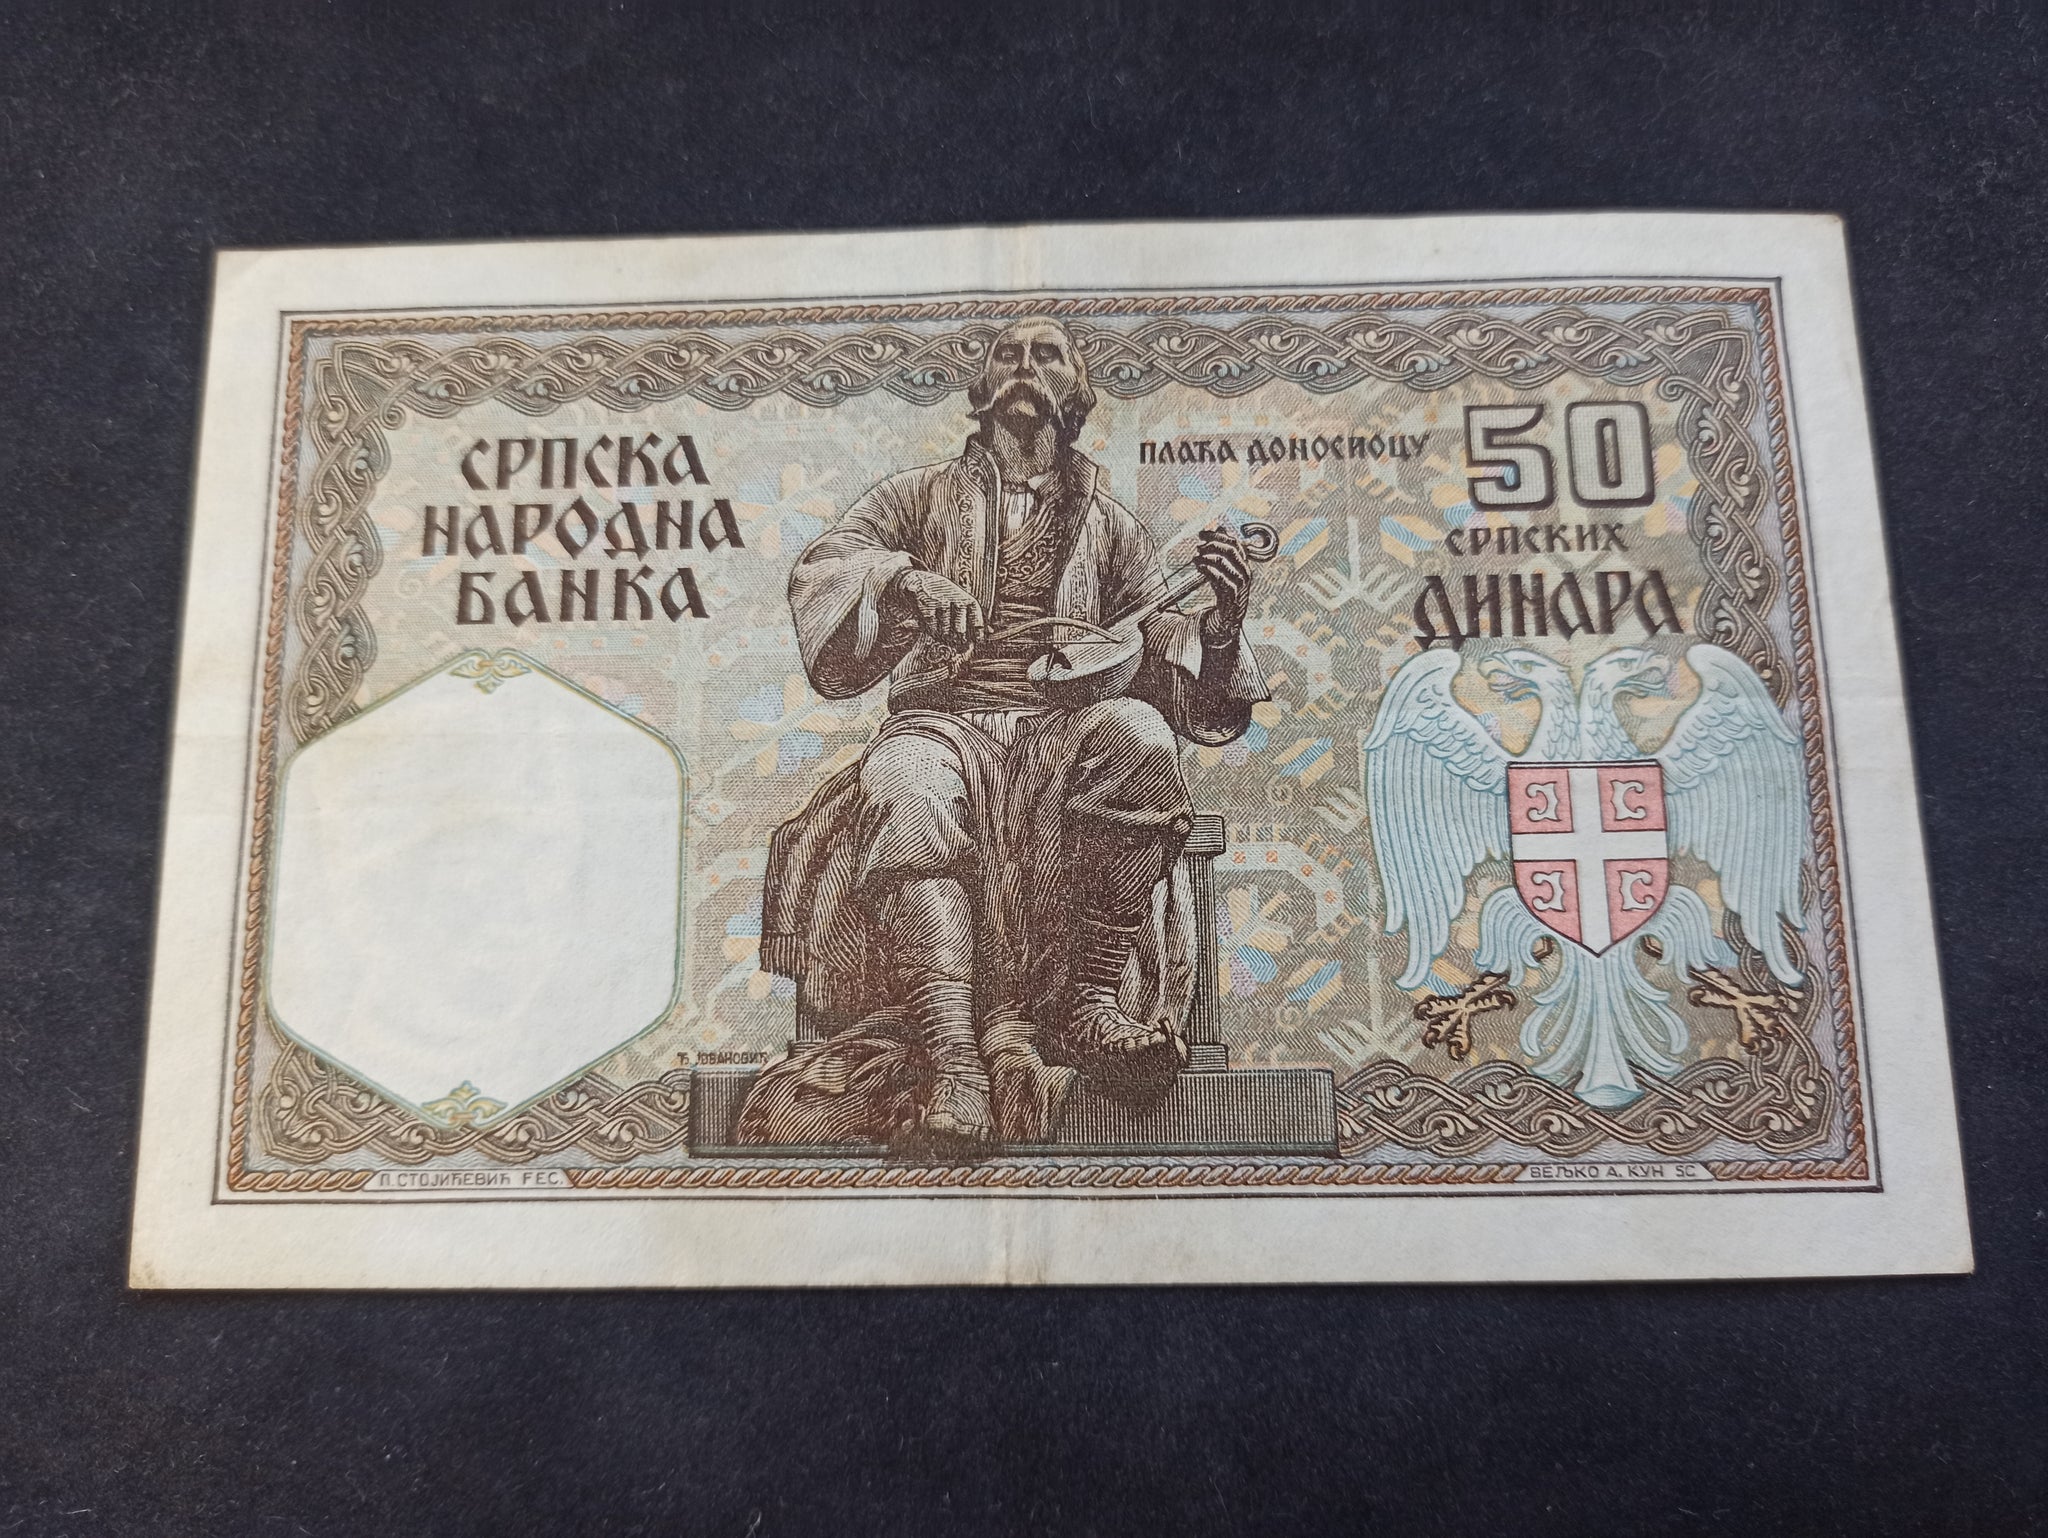 СРПСКА
НАРОДНА
БАНКА
ПЛАЋА ДОНОСИОЦУ
50
СРПСКИХ
ДИНАРА
Ђ. ЈОВАНОВИЋ
П. СТОЈИЋЕВИЋ FEC.
ВЕЉКО А. КУН SC.